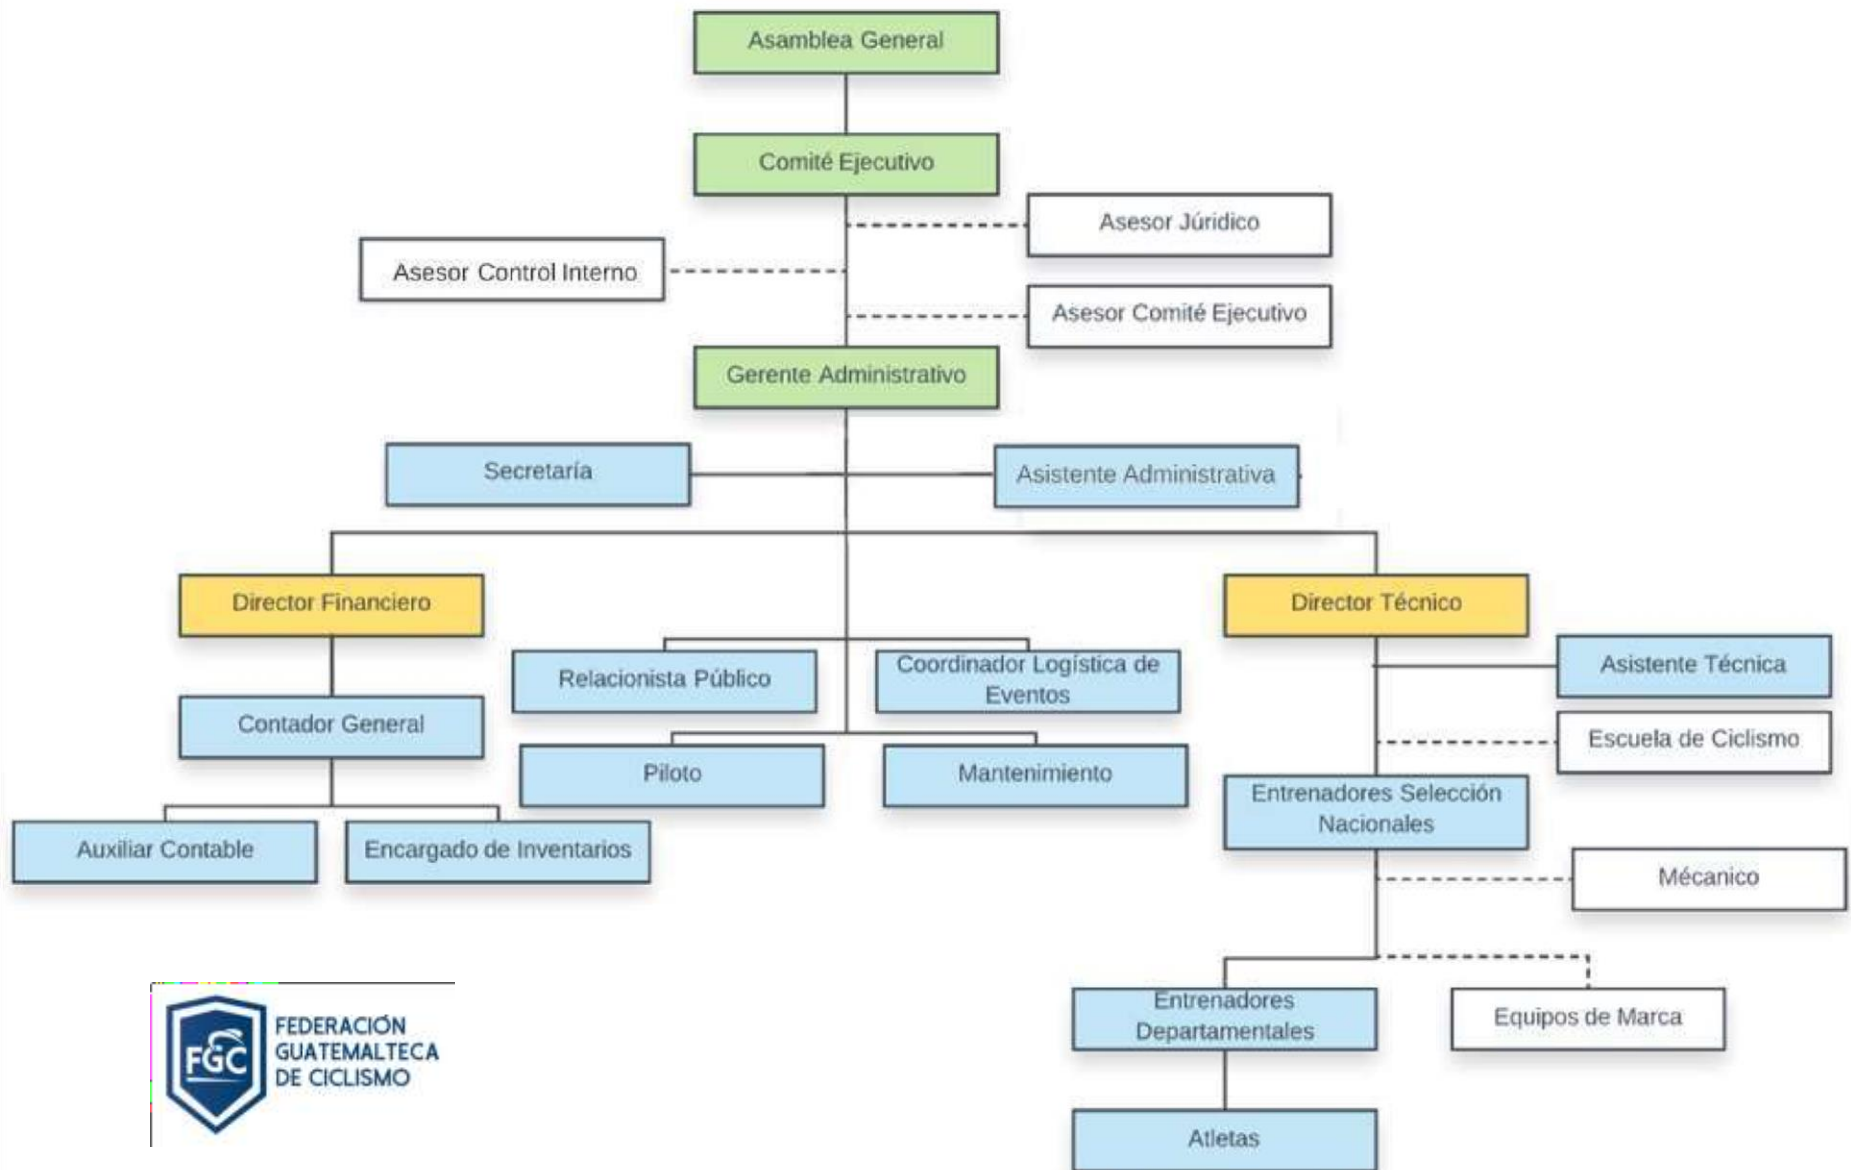 Asamblea General
Comité Ejecutivo
Asesor Júridico
Asesor Control Interno
Asesor Comité Ejecutivo
Gerente Administrativo
Secretaría
Asistente Administrativa
Director Financiero
Director Técnico
Relacionista Público
Coordinador Logística de
Eventos
Asistente Técnica
Contador General
Escuela de Ciclismo
Piloto
Mantenimiento
Entrenadores Selección
Nacionales
Auxiliar Contable
Encargado de Inventarios
Mécanico
Entrenadores
Departamentales
Equipos de Marca
Atletas
FGC
FEDERACIÓN
GUATEMALTECA
DE CICLISMO